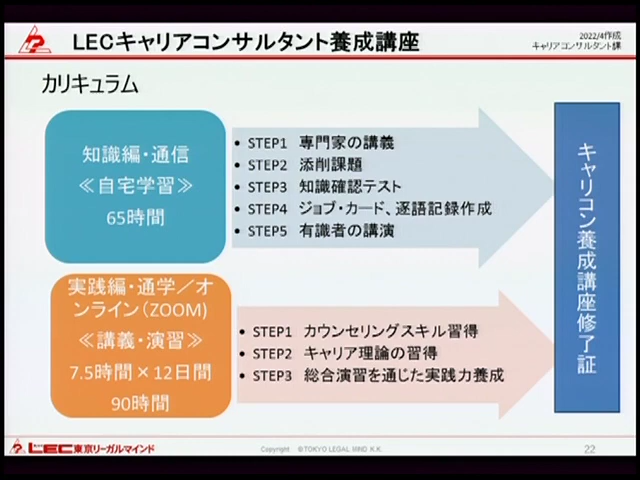 LECキャリアコンサルタント養成講座
2022/4作成
キャリアコンサルタント課
カリキュラム
知識編・通信
≪自宅学習≫
65時間
• STEP1 専門家の講義
• STEP2 添削課題
• STEP3 知識確認テスト
• STEP4 ジョブ・カード、逐語記録作成
• STEP5 有識者の講演
実践編・通学／オ
ンライン（ZOOM)
≪講義・演習≫
7.5時間×12日間
90時間
• STEP1 カウンセリングスキル習得
• STEP2 キャリア理論の習得
• STEP3 総合演習を通じた実践力養成
キャリコン養成講座修了証
LEC東京リーガルマインド
Copyright ©TOKYO LEGAL MIND K.K.
22